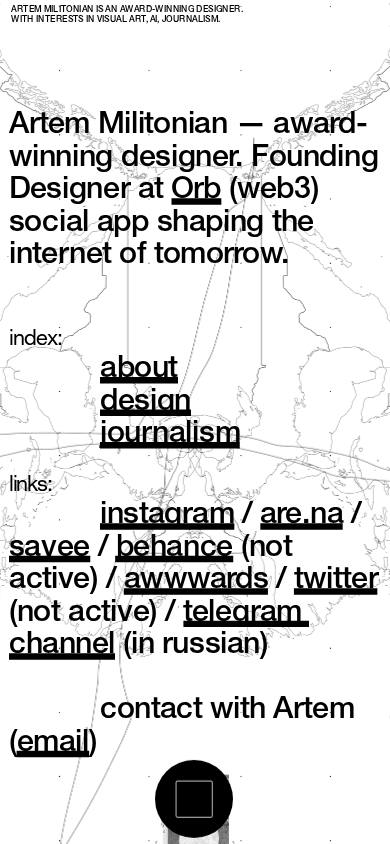 ARTEM MILITONIAN IS AN AWARD-WINNING DESIGNER.
WITH INTERESTS IN VISUAL ART, AI, JOURNALISM.
Artem Militonian — award-
winning designer. Founding
Designer at Orb (web3)
social app shaping the
internet of tomorrow.
index:
about
design
journalism
links:
instagram / are.na /
savee / behance (not
active) / awwwards / twitter
(not active) / telegram
channel (in russian)
contact with Artem
(email)